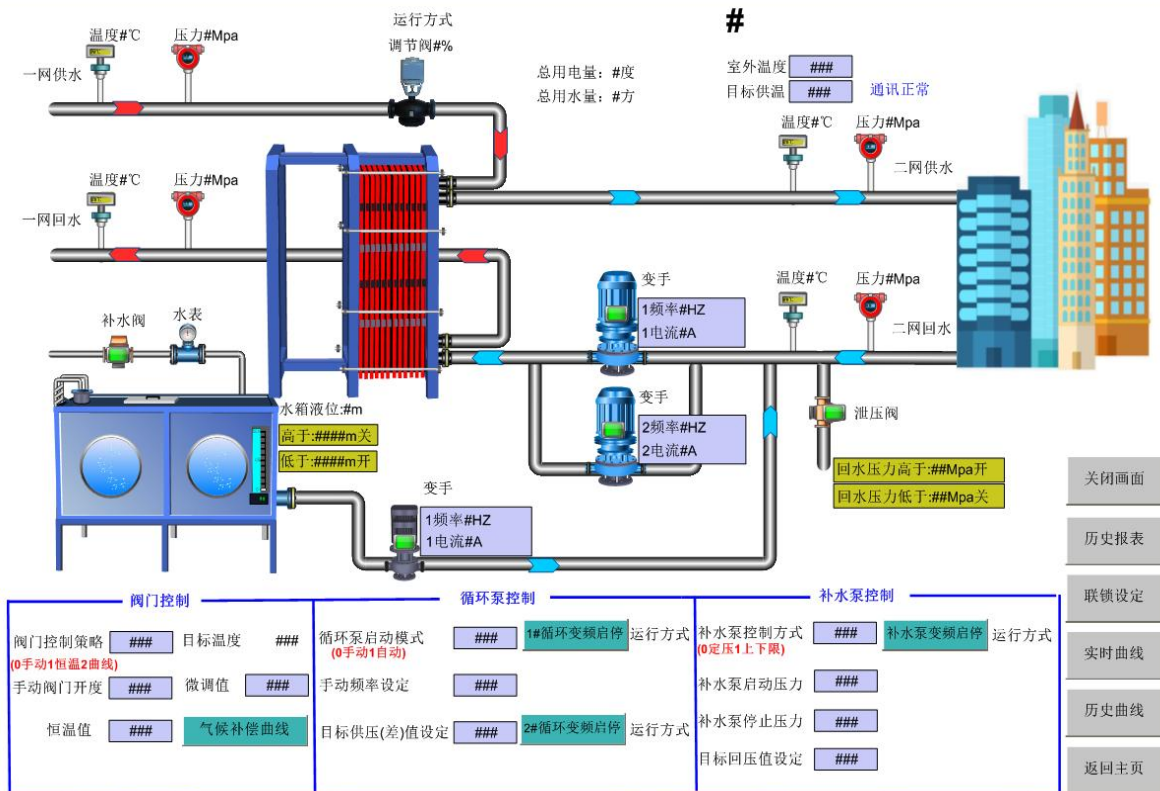 #
运行方式
温度#℃
压力#Mpa
调节阀#%
一网供水
总用电量：#度
总用水量：#方
室外温度 ###
目标供温 ###
通讯正常
温度#℃
压力#Mpa
二网供水
温度#℃
压力#Mpa
一网回水
变手
1频率#HZ
1电流#A
温度#℃
压力#Mpa
二网回水
补水阀
水表
变手
2频率#HZ
2电流#A
泄压阀
水箱液位:#m
高于:####m关
低于:####m开
回水压力高于:##Mpa开
回水压力低于:##Mpa关
变手
1频率#HZ
1电流#A
关闭画面
历史报表
联锁设定
实时曲线
历史曲线
返回主页
阀门控制
阀门控制策略 ### 目标温度 ###
(0手动1恒温2曲线)
手动阀门开度 ### 微调值 ###
恒温值 ### 气候补偿曲线
循环泵控制
循环泵启动模式 ### 1#循环变频启停 运行方式
(0手动1自动)
手动频率设定 ###
目标供压(差)值设定 ### 2#循环变频启停 运行方式
补水泵控制
补水泵控制方式 ### 补水泵变频启停 运行方式
(0定压1上下限)
补水泵启动压力 ###
补水泵停止压力 ###
目标回压值设定 ###